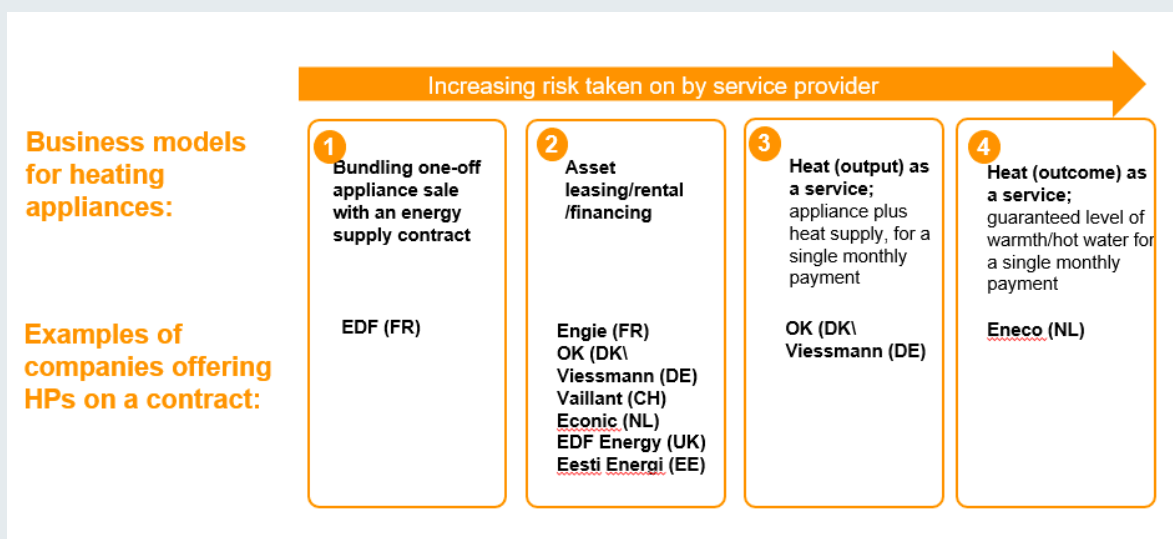 Increasing risk taken on by service provider
Business models
for heating
appliances:
1
Bundling one-off
appliance sale
with an energy
supply contract
2
Asset
leasing/rental
/financing
3
Heat (output) as
a service;
appliance plus
heat supply, for a
single monthly
payment
4
Heat (outcome) as
a service;
guaranteed level of
warmth/hot water for
a single monthly
payment
Examples of
companies offering
HPs on a contract:
EDF (FR)
Engie (FR)
OK (DK\
Viessmann (DE)
Vaillant (CH)
Econic (NL)
EDF Energy (UK)
Eesti Energi (EE)
OK (DK\
Viessmann (DE)
Eneco (NL)